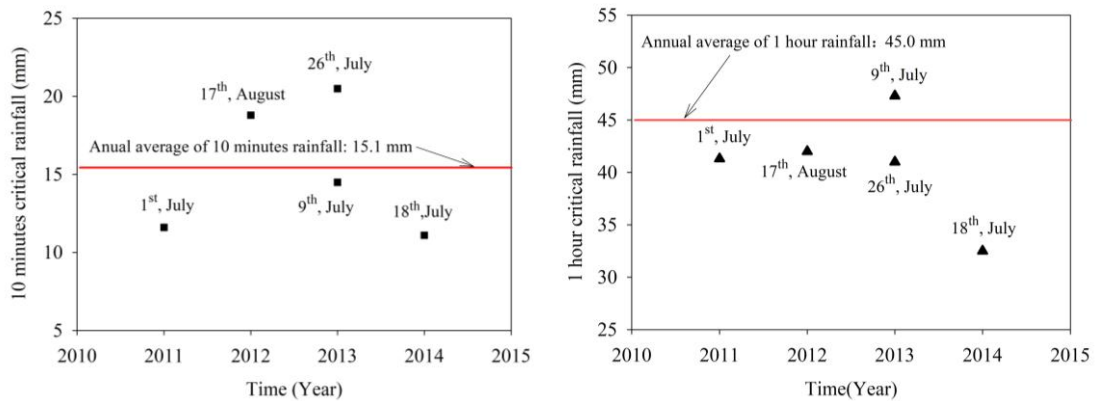 10 minutes critical rainfall (mm)
25
20
15
10
5
26th, July
17th, August
Anual average of 10 minutes rainfall: 15.1 mm
1st, July
9th, July
18th,July
2010 2011 2012 2013 2014 2015
Time (Year)
1 hour critical rainfall (mm)
55
50
45
40
35
30
25
Annual average of 1 hour rainfall：45.0 mm
9th, July
1st, July
17th, August
26th, July
18th, July
2010 2011 2012 2013 2014 2015
Time(Year)